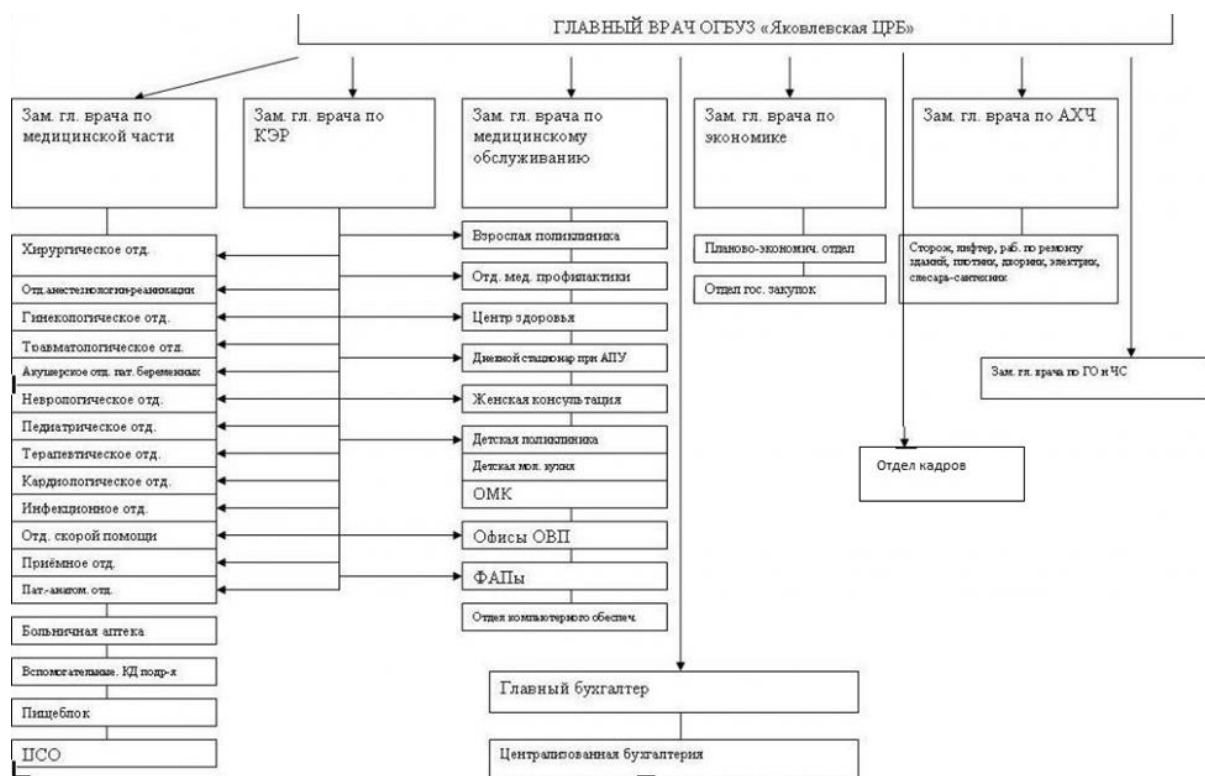 ГЛАВНЫЙ ВРАЧ ОГБУЗ «Яковлевская ЦРБ»
Зам. гл. врача по
медицинской части
Зам. гл. врача по
КЭР
Зам. гл. врача по
медицинскому
обслуживанию
Зам. гл. врача по
экономике
Зам. гл. врача по АХЧ
Хирургическое отд.
Отд.анестезиологии-реанимации
Гинекологическое отд.
Травматологическое отд.
Акушерское отд. пат. беременных
Неврологическое отд.
Педиатрическое отд.
Терапевтическое отд.
Кардиологическое отд.
Инфекционное отд.
Отд. скорой помощи
Приёмное отд.
Пат.-анатом. отд.
Больничная аптека
Вспомогательные. КД подр-я
Пищеблок
ЦСО
Взрослая поликлиника
Отд. мед. профилактики
Центр здоровья
Дневной стационар при АПУ
Женская консультация
Детская поликлиника
Детская мол. кухня
ОМК
Офисы ОВП
ФАПы
Отдел компьютерного обеспеч.
Главный бухгалтер
Централизованная бухгалтерия
Планово-экономич. отдел
Отдел гос. закупок
Сторож, лифтер, раб. по ремонту
зданий, плотник, дворник, электрик,
слесарь-сантехник
Зам. гл. врача по ГО и ЧС
Отдел кадров